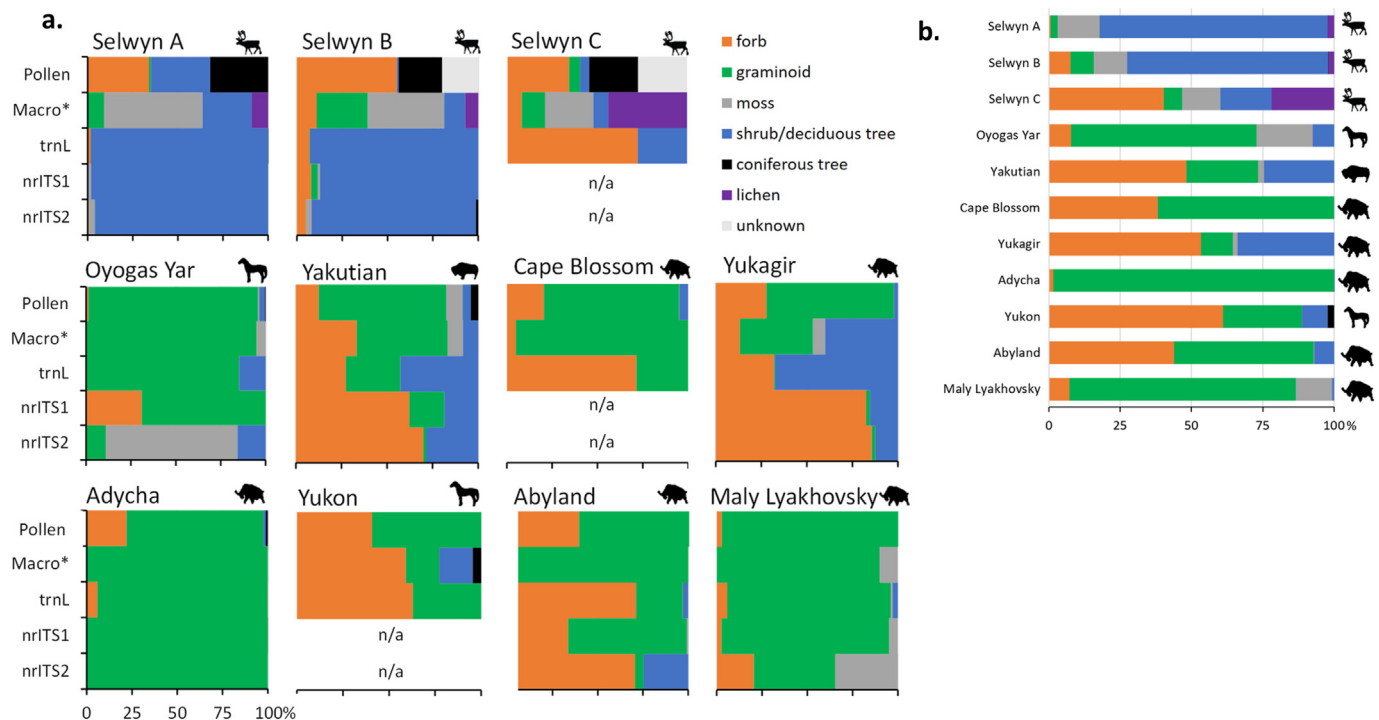 a.
Selwyn A
Selwyn B
Selwyn C
Pollen
Macro*
trnL
nrITS1
nrITS2
n/a
n/a
forb
graminoid
moss
shrub/deciduous tree
coniferous tree
lichen
unknown
Oyogas Yar
Yakutian
Cape Blossom
Yukagir
Pollen
Macro*
trnL
nrITS1
nrITS2
n/a
n/a
Adycha
Yukon
Abyland
Maly Lyakhovsky
Pollen
Macro*
trnL
nrITS1
nrITS2
n/a
n/a
0 25 50 75 100%
b.
Selwyn A
Selwyn B
Selwyn C
Oyogas Yar
Yakutian
Cape Blossom
Yukagir
Adycha
Yukon
Abyland
Maly Lyakhovsky
0 25 50 75 100%